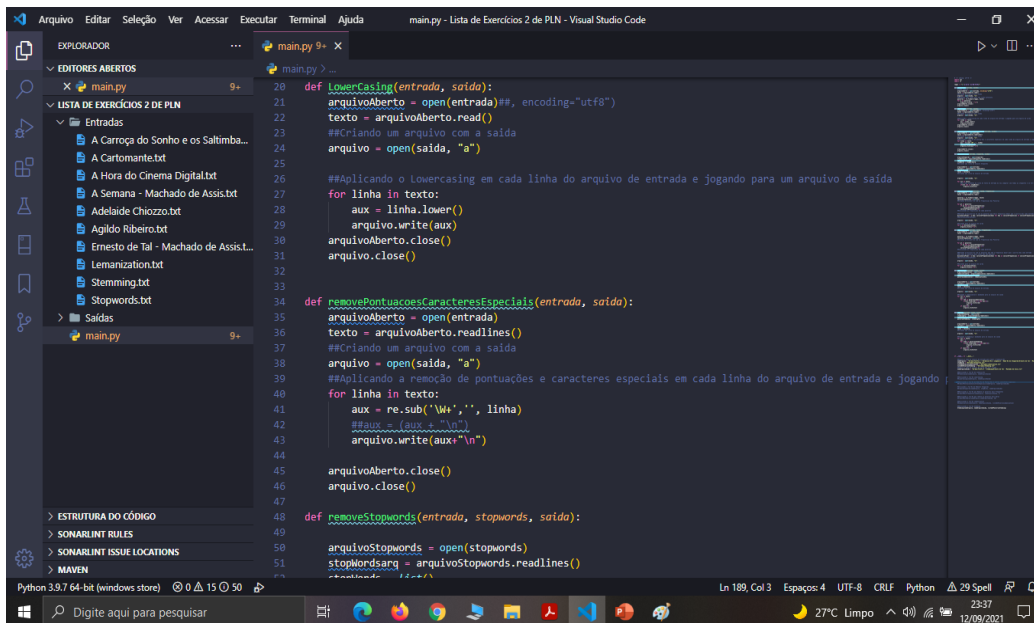 Arquivo Editar Seleção Ver Acessar Executar Terminal Ajuda main.py - Lista de Exercícios 2 de PLN - Visual Studio Code
EXPLORADOR ...
EDITORES ABERTOS
main.py 9+
LISTA DE EXERCÍCIOS 2 DE PLN
Entradas
A Carroça do Sonho e os Saltimba...
A Cartomante.txt
A Hora do Cinema Digital.txt
A Semana - Machado de Assis.txt
Adelaide Chiozzo.txt
Agildo Ribeiro.txt
Ernesto de Tal - Machado de Assis.t...
Lemanization.txt
Stemming.txt
Stopwords.txt
Saídas
main.py 9+
ESTRUTURA DO CÓDIGO
SONARLINT RULES
SONARLINT ISSUE LOCATIONS
MAVEN
main.py 9+ X
main.py > ...
20 def LowerCasing(entrada, saida):
21 arquivoAberto = open(entrada)##, encoding="utf8")
22 texto = arquivoAberto.read()
23 ##Criando um arquivo com a saida
24 arquivo = open(saida, "a")
25
26 ##Aplicando o Lowercasing em cada linha do arquivo de entrada e jogando para um arquivo de saída
27 for linha in texto:
28 aux = linha.lower()
29 arquivo.write(aux)
30 arquivoAberto.close()
31 arquivo.close()
32
33
34 def removePontuacoesCaracteresEspeciais(entrada, saida):
35 arquivoAberto = open(entrada)
36 texto = arquivoAberto.readlines()
37 ##Criando um arquivo com a saida
38 arquivo = open(saida, "a")
39 ##Aplicando a remoção de pontuações e caracteres especiais em cada linha do arquivo de entrada e jogando
40 for linha in texto:
41 aux = re.sub('\W+','', linha)
42 ##aux = (aux + "\n")
43 arquivo.write(aux+"\n")
44
45 arquivoAberto.close()
46 arquivo.close()
47
48 def removeStopwords(entrada, stopwords, saida):
49
50 arquivoStopwords = open(stopwords)
51 stopWordsarq = arquivoStopwords.readlines()
Python 3.9.7 64-bit (windows store) 0 15 50 Ln 189, Col 3 Espaços: 4 UTF-8 CRLF Python 29 Spell
Digite aqui para pesquisar 27°C Limpo 23:37
12/09/2021